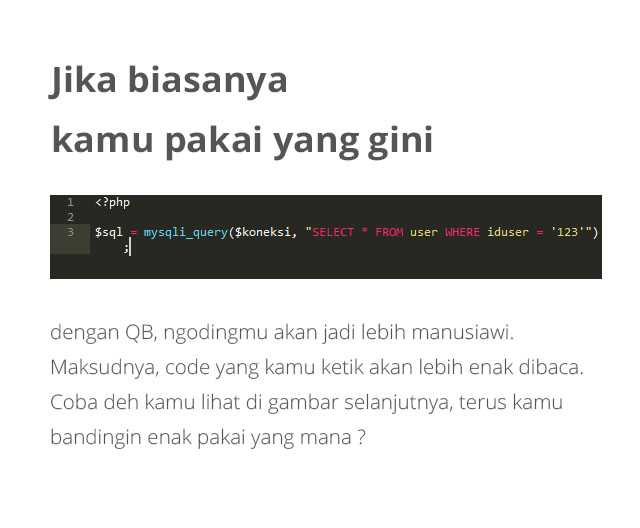 Jika biasanya
kamu pakai yang gini
1 <?php
2
3 $sql = mysqli_query($koneksi, "SELECT * FROM user WHERE iduser = '123'")
;
dengan QB, ngodingmu akan jadi lebih manusiawi.
Maksudnya, code yang kamu ketik akan lebih enak dibaca.
Coba deh kamu lihat di gambar selanjutnya, terus kamu
bandingin enak pakai yang mana ?